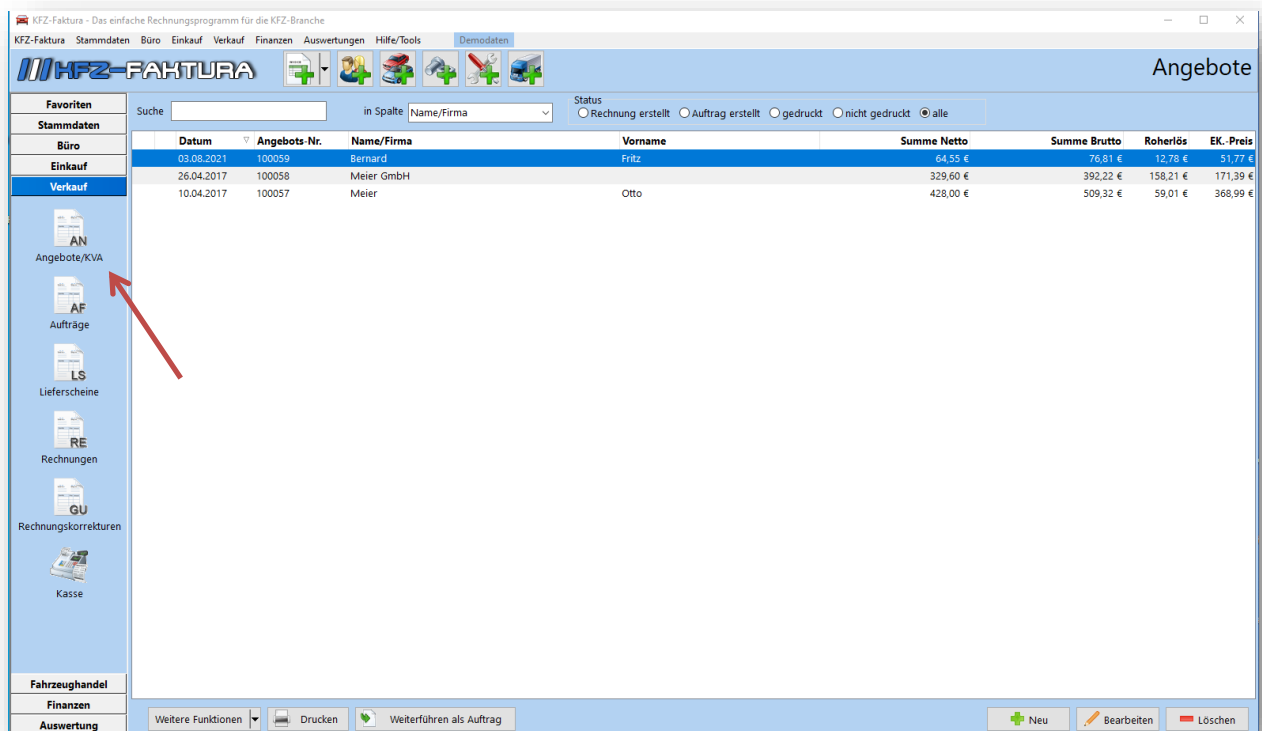 KFZ-Faktura - Das einfache Rechnungsprogramm für die KFZ-Branche
KFZ-Faktura Stammdaten Büro Einkauf Verkauf Finanzen Auswertungen Hilfe/Tools Demodaten
KFZ-FAKTURA Angebote
Favoriten
Stammdaten
Büro
Einkauf
Verkauf
AN
Angebote/KVA
AF
Aufträge
LS
Lieferscheine
RE
Rechnungen
GU
Rechnungskorrekturen
Kasse
Fahrzeughandel
Finanzen
Auswertung
Status
Suche in Spalte Name/Firma Rechnung erstellt Auftrag erstellt gedruckt nicht gedruckt alle
Datum Angebots-Nr. Name/Firma Vorname Summe Netto Summe Brutto Roherlös EK.-Preis
03.08.2021 100059 Bernard Fritz 64,55 € 76,81 € 12,78 € 51,77 €
26.04.2017 100058 Meier GmbH 329,60 € 392,22 € 158,21 € 171,39 €
10.04.2017 100057 Meier Otto 428,00 € 509,32 € 59,01 € 368,99 €
Weitere Funktionen Drucken Weiterführen als Auftrag Neu Bearbeiten Löschen